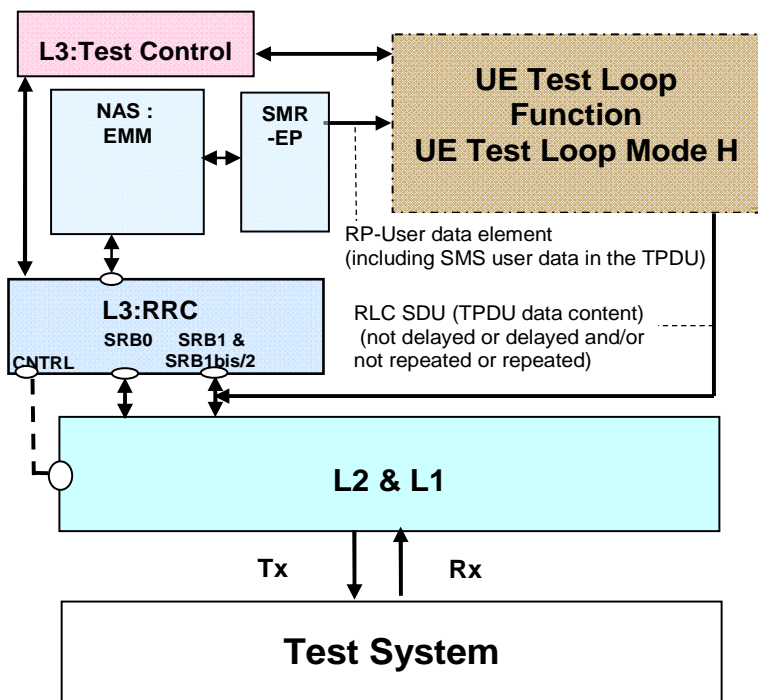 L3:Test Control
UE Test Loop
Function
UE Test Loop Mode H
NAS :
EMM
SMR
-EP
RP-User data element
(including SMS user data in the TPDU)
L3:RRC
SRB0
SRB1 &
SRB1bis/2
CNTRL
RLC SDU (TPDU data content)
(not delayed or delayed and/or
not repeated or repeated)
L2 & L1
Tx
Rx
Test System